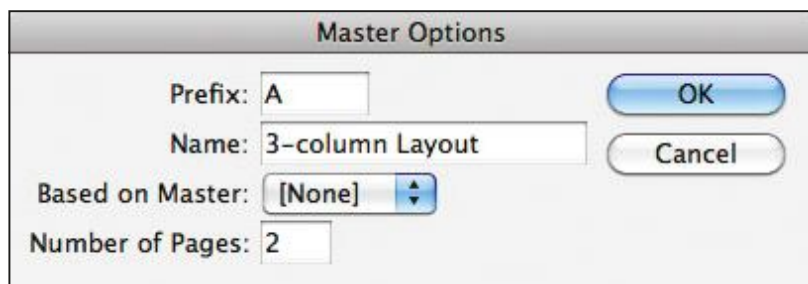 Master Options
Prefix: A
OK
Name: 3-column Layout
Cancel
Based on Master: [None]
Number of Pages: 2